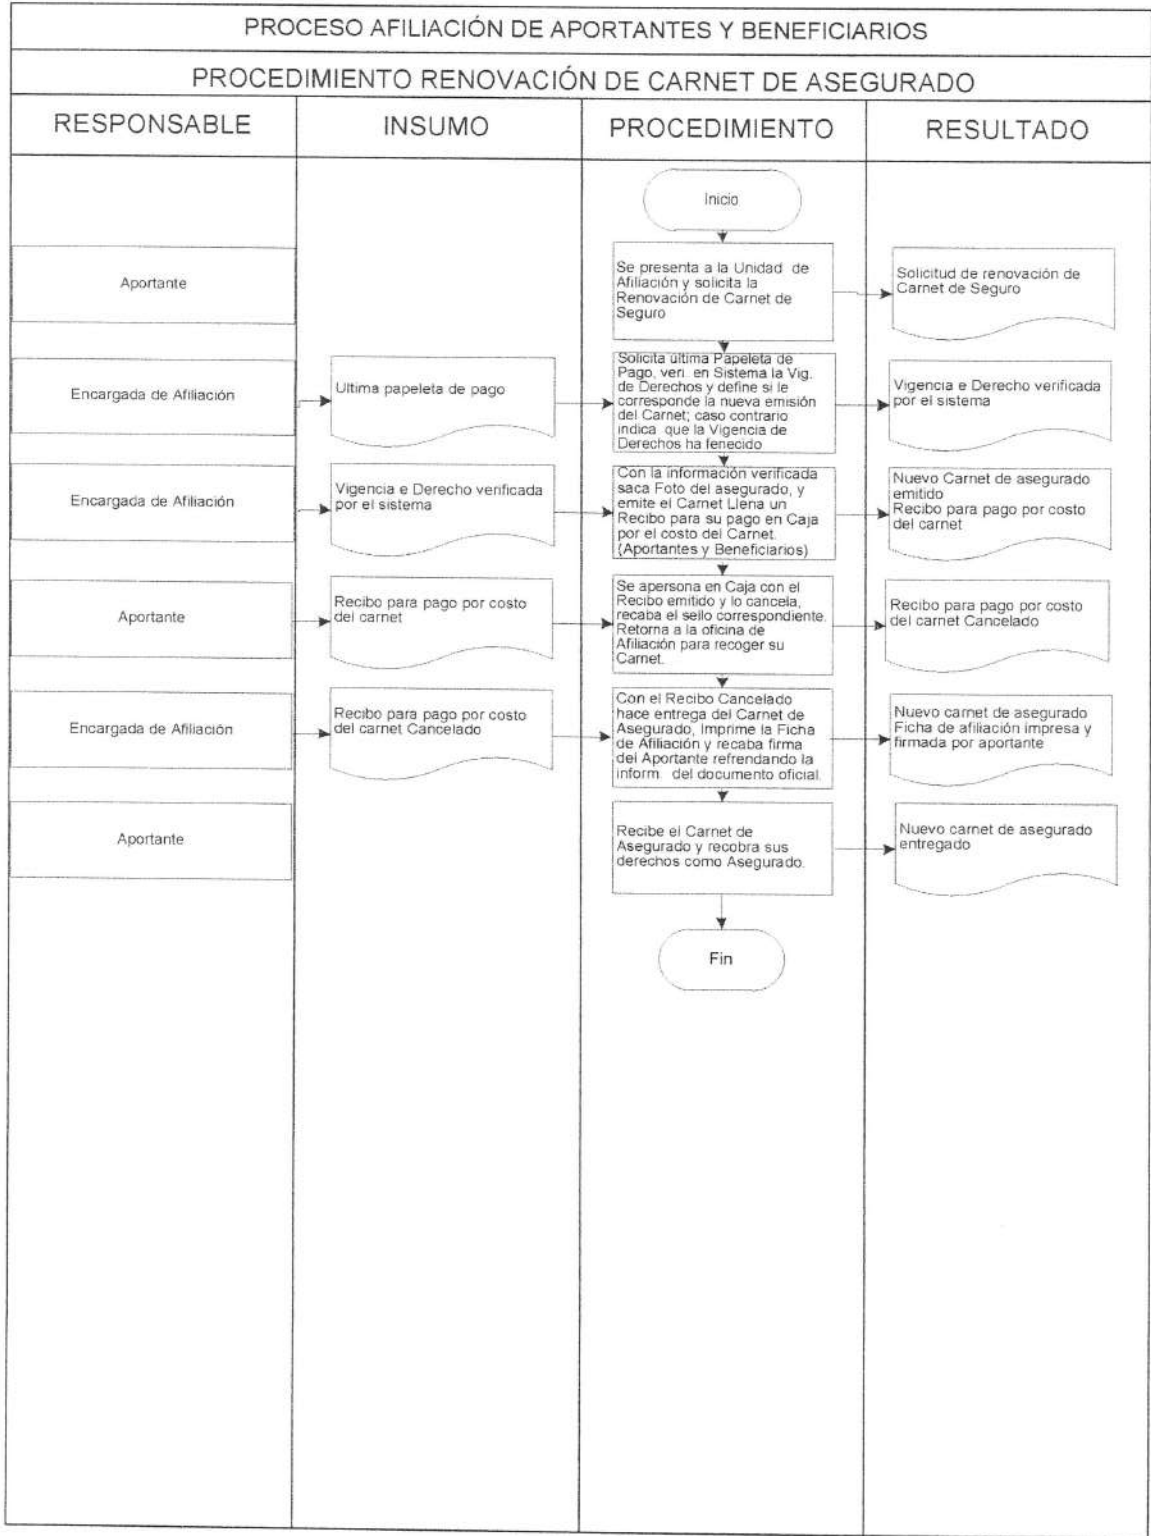 PROCESO AFILIACIÓN DE APORTANTES Y BENEFICIARIOS
PROCEDIMIENTO RENOVACIÓN DE CARNET DE ASEGURADO
RESPONSABLE
INSUMO
PROCEDIMIENTO
RESULTADO
Inicio
Aportante
Se presenta a la Unidad de
Afiliación y solicita la
Renovación de Carnet de
Seguro
Solicitud de renovación de
Carnet de Seguro
Encargada de Afiliación
Ultima papeleta de pago
Solicita última Papeleta de
Pago, veri. en Sistema la Vig.
de Derechos y define si le
corresponde la nueva emisión
del Carnet; caso contrario
indica que la Vigencia de
Derechos ha fenecido
Vigencia e Derecho verificada
por el sistema
Encargada de Afiliación
Vigencia e Derecho verificada
por el sistema
Con la información verificada
saca Foto del asegurado, y
emite el Carnet Llena un
Recibo para su pago en Caja
por el costo del Carnet.
(Aportantes y Beneficiarios)
Nuevo Carnet de asegurado
emitido
Recibo para pago por costo
del carnet
Aportante
Recibo para pago por costo
del carnet
Se apersona en Caja con el
Recibo emitido y lo cancela,
recaba el sello correspondiente.
Retorna a la oficina de
Afiliación para recoger su
Carnet.
Recibo para pago por costo
del carnet Cancelado
Encargada de Afiliación
Recibo para pago por costo
del carnet Cancelado
Con el Recibo Cancelado
hace entrega del Carnet de
Asegurado, Imprime la Ficha
de Afiliación y recaba firma
del Aportante refrendando la
inform. del documento oficial.
Nuevo carnet de asegurado
Ficha de afiliación impresa y
firmada por aportante
Aportante
Recibe el Carnet de
Asegurado y recobra sus
derechos como Asegurado.
Nuevo carnet de asegurado
entregado
Fin